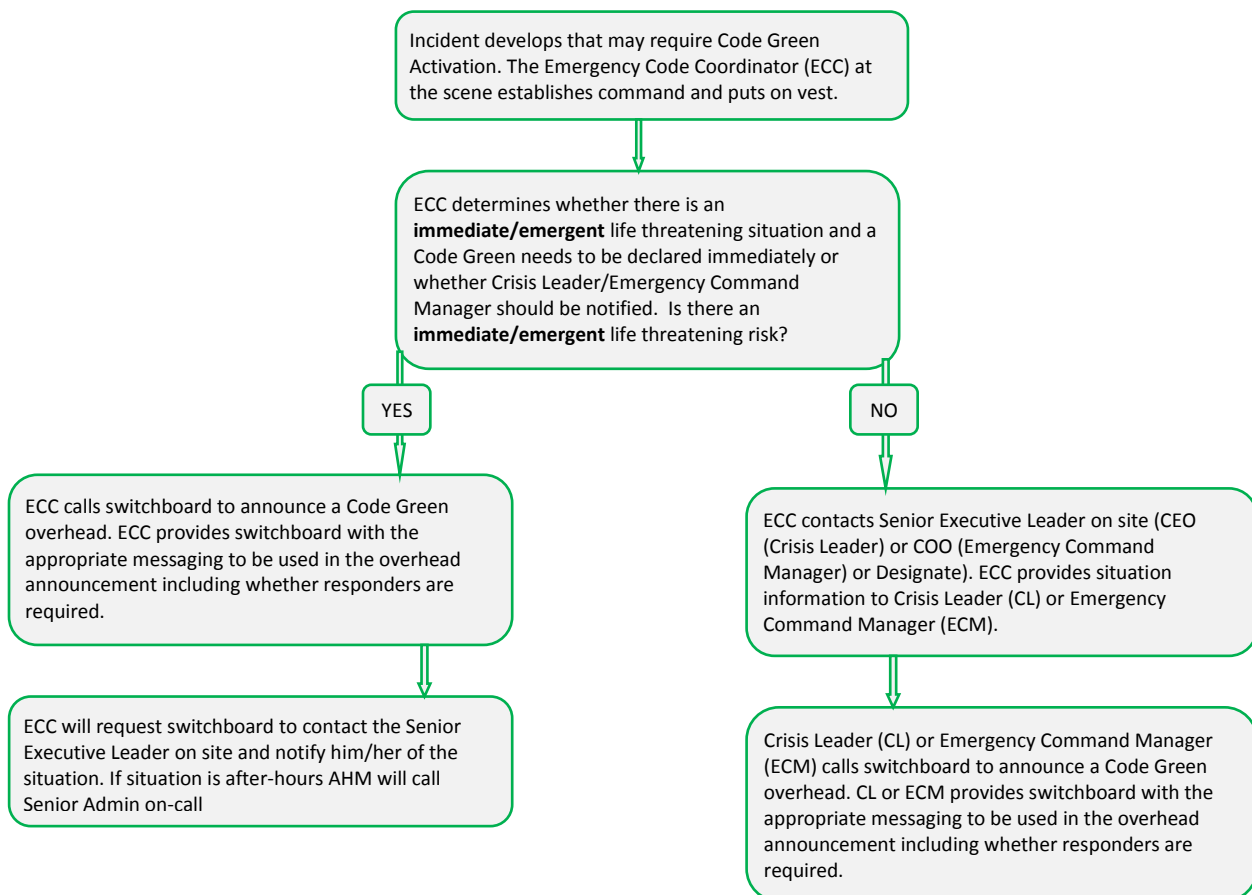 Incident develops that may require Code Green
Activation. The Emergency Code Coordinator (ECC) at
the scene establishes command and puts on vest.
ECC determines whether there is an
immediate/emergent life threatening situation and a
Code Green needs to be declared immediately or
whether Crisis Leader/Emergency Command
Manager should be notified.  Is there an
immediate/emergent life threatening risk?
YES
NO
ECC calls switchboard to announce a Code Green
overhead. ECC provides switchboard with the
appropriate messaging to be used in the overhead
announcement including whether responders are
required.
ECC contacts Senior Executive Leader on site (CEO
(Crisis Leader) or COO (Emergency Command
Manager) or Designate). ECC provides situation
information to Crisis Leader (CL) or Emergency
Command Manager (ECM).
ECC will request switchboard to contact the Senior
Executive Leader on site and notify him/her of the
situation. If situation is after-hours AHM will call
Senior Admin on-call
Crisis Leader (CL) or Emergency Command Manager
(ECM) calls switchboard to announce a Code Green
overhead. CL or ECM provides switchboard with the
appropriate messaging to be used in the overhead
announcement including whether responders are
required.